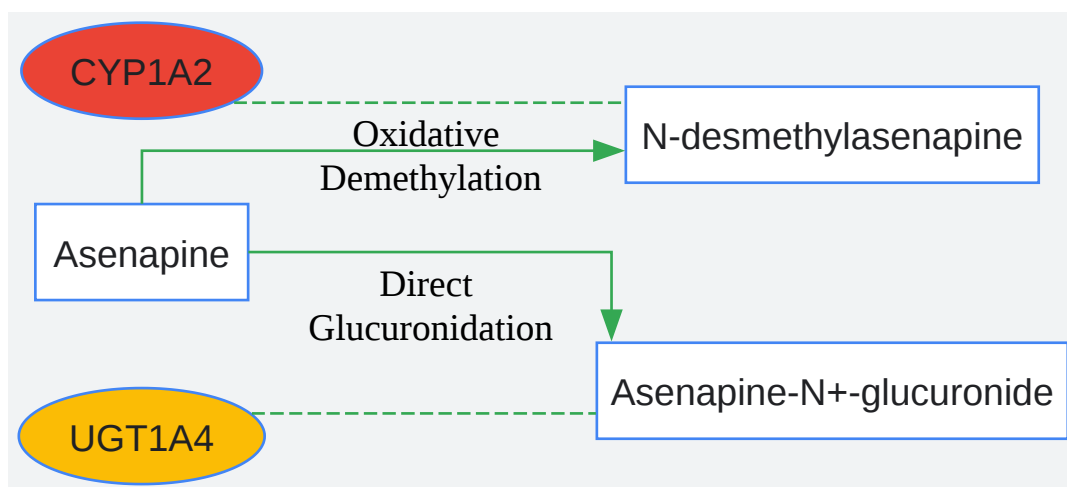 CYP1A2
Oxidative
Demethylation
N-desmethylasenapine
Asenapine
Direct
Glucuronidation
Asenapine-N+-glucuronide
UGT1A4